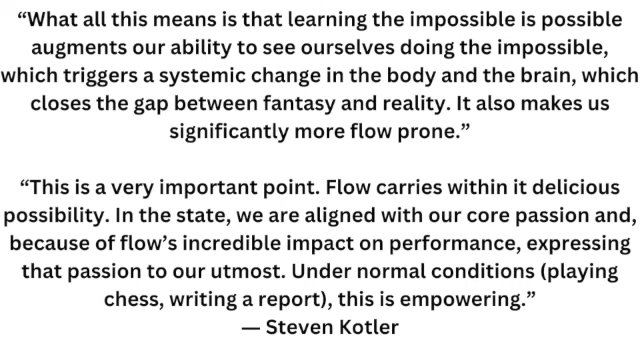 “What all this means is that learning the impossible is possible
augments our ability to see ourselves doing the impossible,
which triggers a systemic change in the body and the brain, which
closes the gap between fantasy and reality. It also makes us
significantly more flow prone.”
“This is a very important point. Flow carries within it delicious
possibility. In the state, we are aligned with our core passion and,
because of flow’s incredible impact on performance, expressing
that passion to our utmost. Under normal conditions (playing
chess, writing a report), this is empowering.”
— Steven Kotler